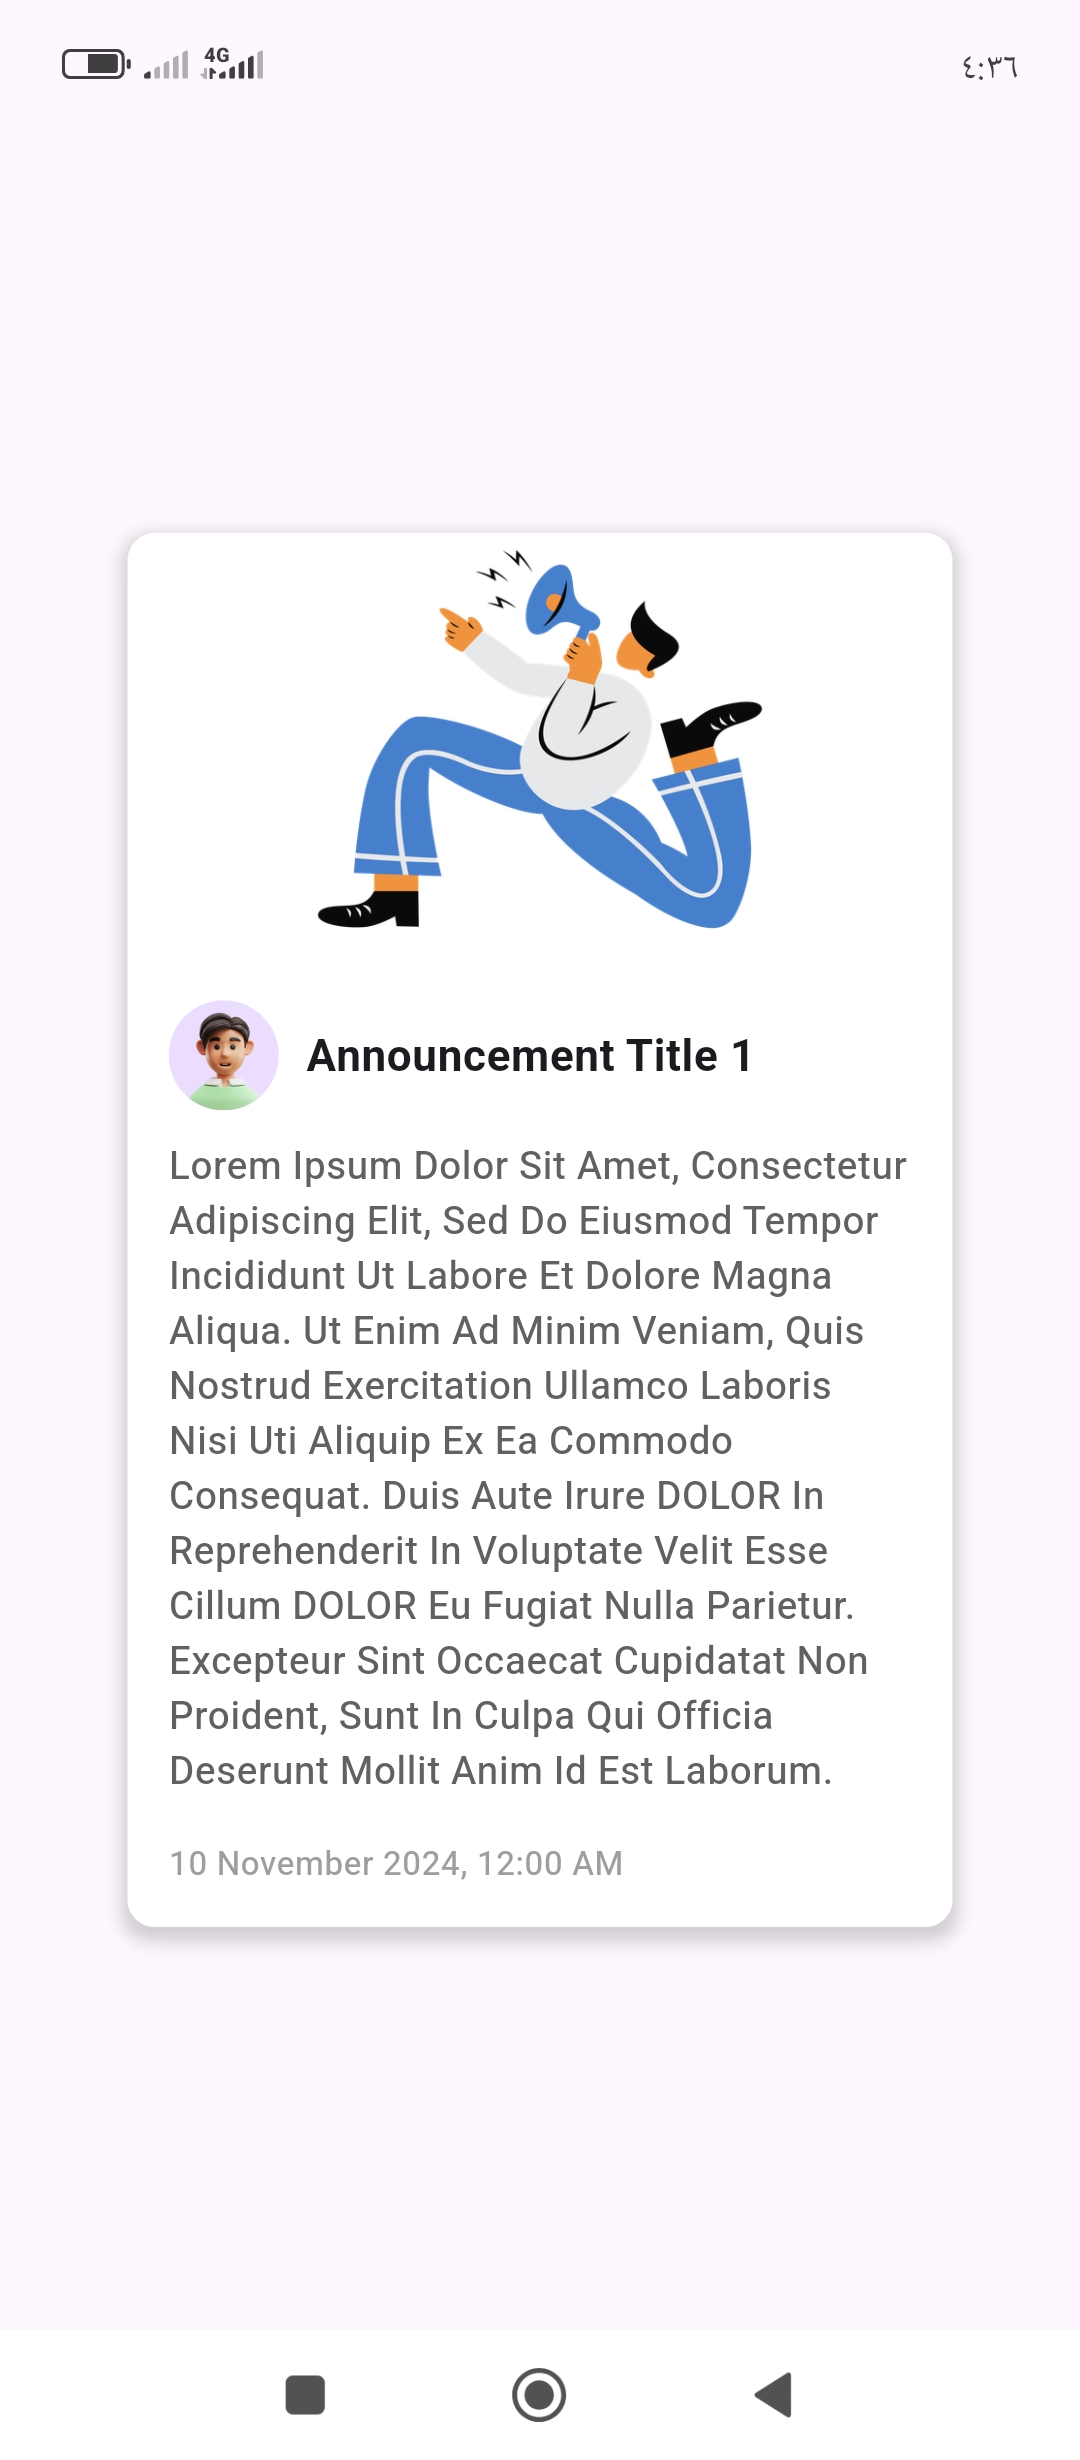 4G
٤:٣٦
Announcement Title 1
Lorem Ipsum Dolor Sit Amet, Consectetur
Adipiscing Elit, Sed Do Eiusmod Tempor
Incididunt Ut Labore Et Dolore Magna
Aliqua. Ut Enim Ad Minim Veniam, Quis
Nostrud Exercitation Ullamco Laboris
Nisi Uti Aliquip Ex Ea Commodo
Consequat. Duis Aute Irure DOLOR In
Reprehenderit In Voluptate Velit Esse
Cillum DOLOR Eu Fugiat Nulla Parietur.
Excepteur Sint Occaecat Cupidatat Non
Proident, Sunt In Culpa Qui Officia
Deserunt Mollit Anim Id Est Laborum.
10 November 2024, 12:00 AM